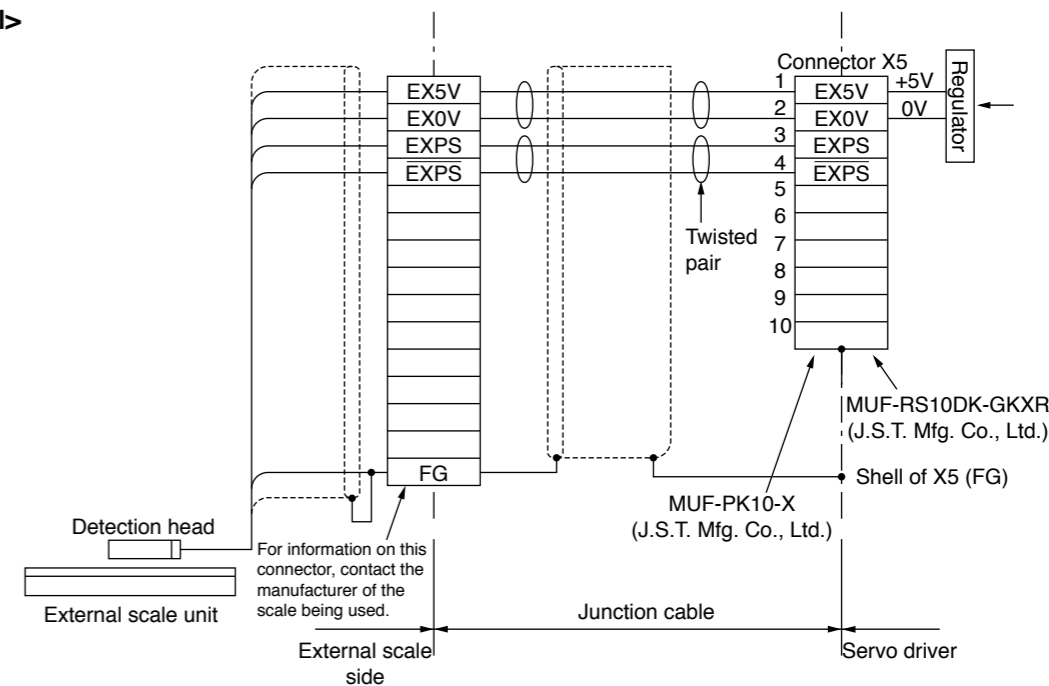 l>
Connector X5
1
EX5V
EX5V
+5V
Regulator
2
EX0V
EX0V
0V
3
EXPS
EXPS
4
E̅X̅P̅S̅
E̅X̅P̅S̅
5
6
7
8
9
10
Twisted
pair
MUF-RS10DK-GKXR
(J.S.T. Mfg. Co., Ltd.)
FG
Shell of X5 (FG)
MUF-PK10-X
(J.S.T. Mfg. Co., Ltd.)
Detection head
For information on this
connector, contact the
manufacturer of the
scale being used.
External scale unit
Junction cable
External scale
side
Servo driver